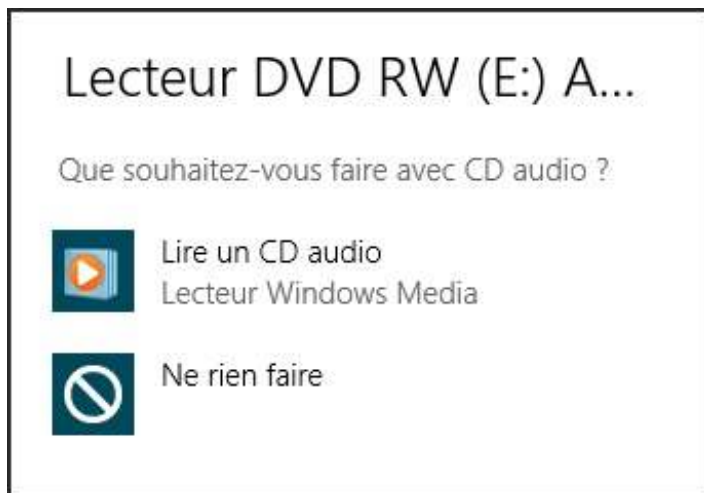 Lecteur DVD RW (E:) A...
Que souhaitez-vous faire avec CD audio ?
Lire un CD audio
Lecteur Windows Media
Ne rien faire